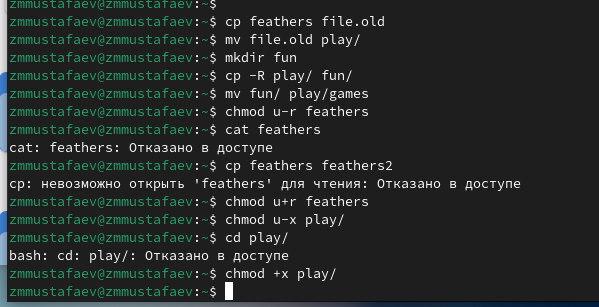 zmmustafaev@zmmustafaev:~$
zmmustafaev@zmmustafaev:~$ cp feathers file.old
zmmustafaev@zmmustafaev:~$ mv file.old play/
zmmustafaev@zmmustafaev:~$ mkdir fun
zmmustafaev@zmmustafaev:~$ cp -R play/ fun/
zmmustafaev@zmmustafaev:~$ mv fun/ play/games
zmmustafaev@zmmustafaev:~$ chmod u-r feathers
zmmustafaev@zmmustafaev:~$ cat feathers
cat: feathers: Отказано в доступе
zmmustafaev@zmmustafaev:~$ cp feathers feathers2
cp: невозможно открыть 'feathers' для чтения: Отказано в доступе
zmmustafaev@zmmustafaev:~$ chmod u+r feathers
zmmustafaev@zmmustafaev:~$ chmod u-x play/
zmmustafaev@zmmustafaev:~$ cd play/
bash: cd: play/: Отказано в доступе
zmmustafaev@zmmustafaev:~$ chmod +x play/
zmmustafaev@zmmustafaev:~$